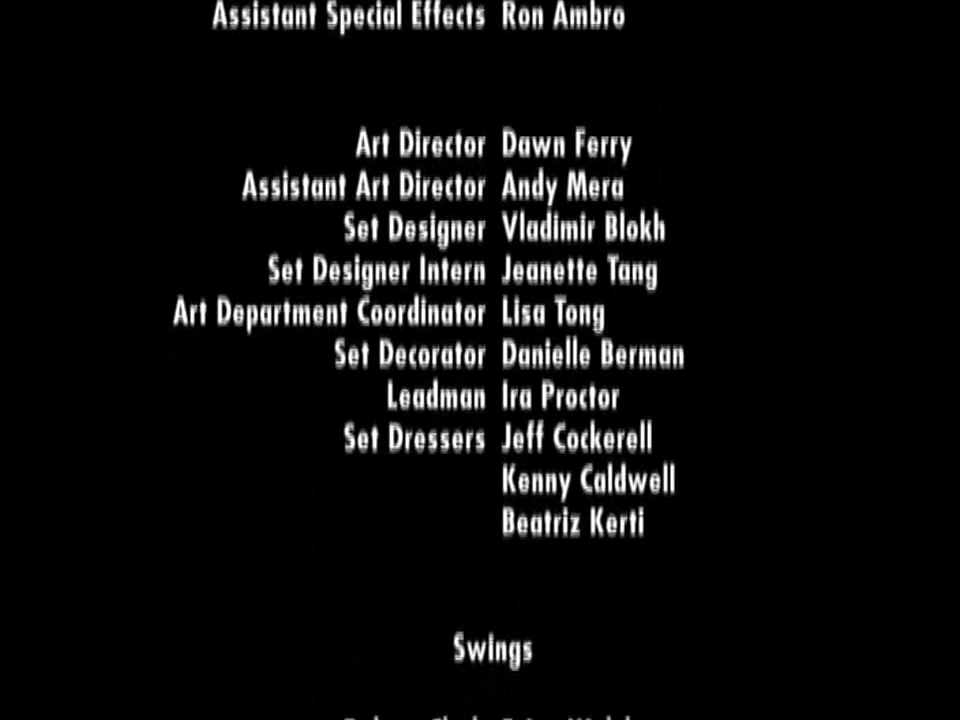 Assistant Special Effects Ron Ambro
Art Director Dawn Ferry
Assistant Art Director Andy Mera
Set Designer Vladimir Blokh
Set Designer Intern Jeanette Tang
Art Department Coordinator Lisa Tong
Set Decorator Danielle Berman
Leadman Ira Proctor
Set Dressers Jeff Cockerell
Kenny Caldwell
Beatriz Kerti
Swings